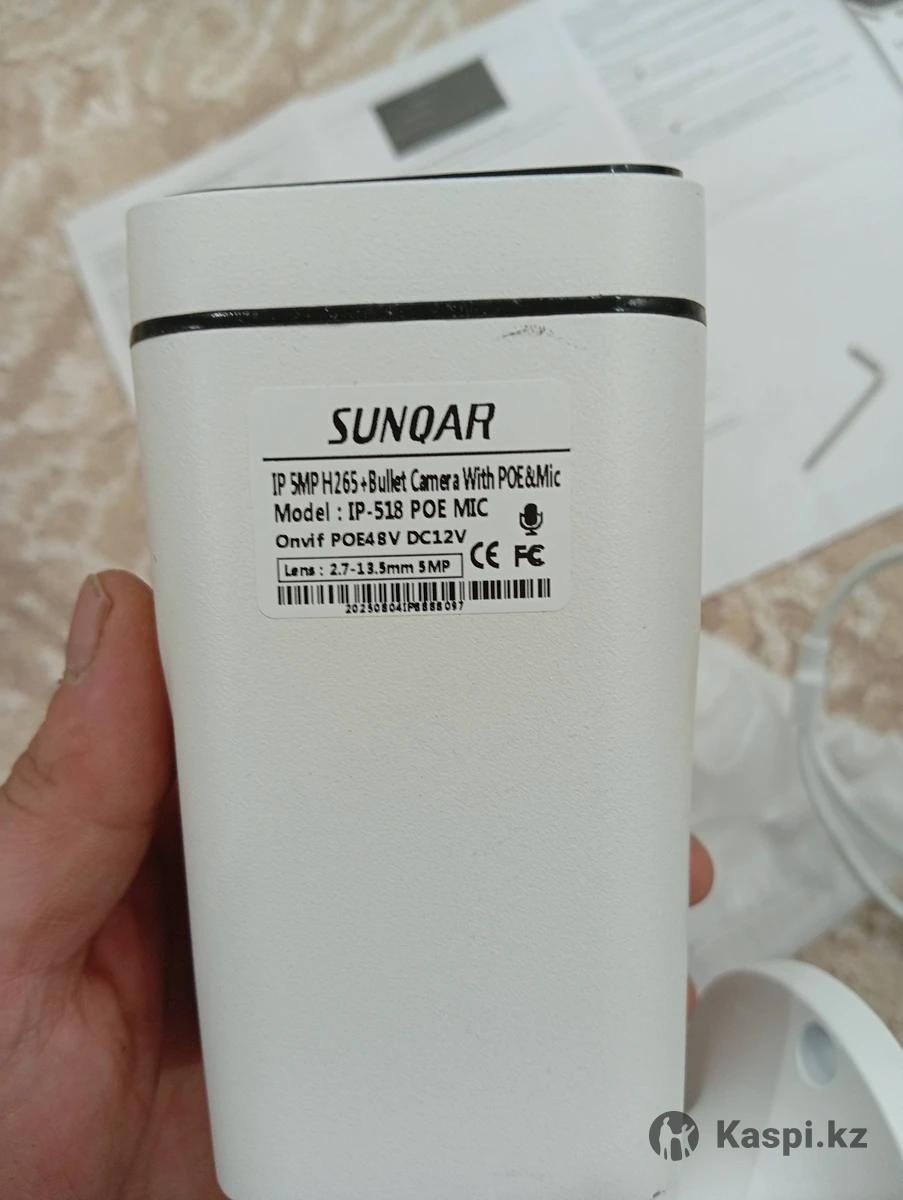 SUNQAR
IP 5MP H265+Bullet Camera With POE&Mic
Model : IP-518 POE MIC
Onvif POE48V DC12V
CE FC
Lens : 2.7-13.5mm 5MP
20250804IP8888097
Kaspi.kz